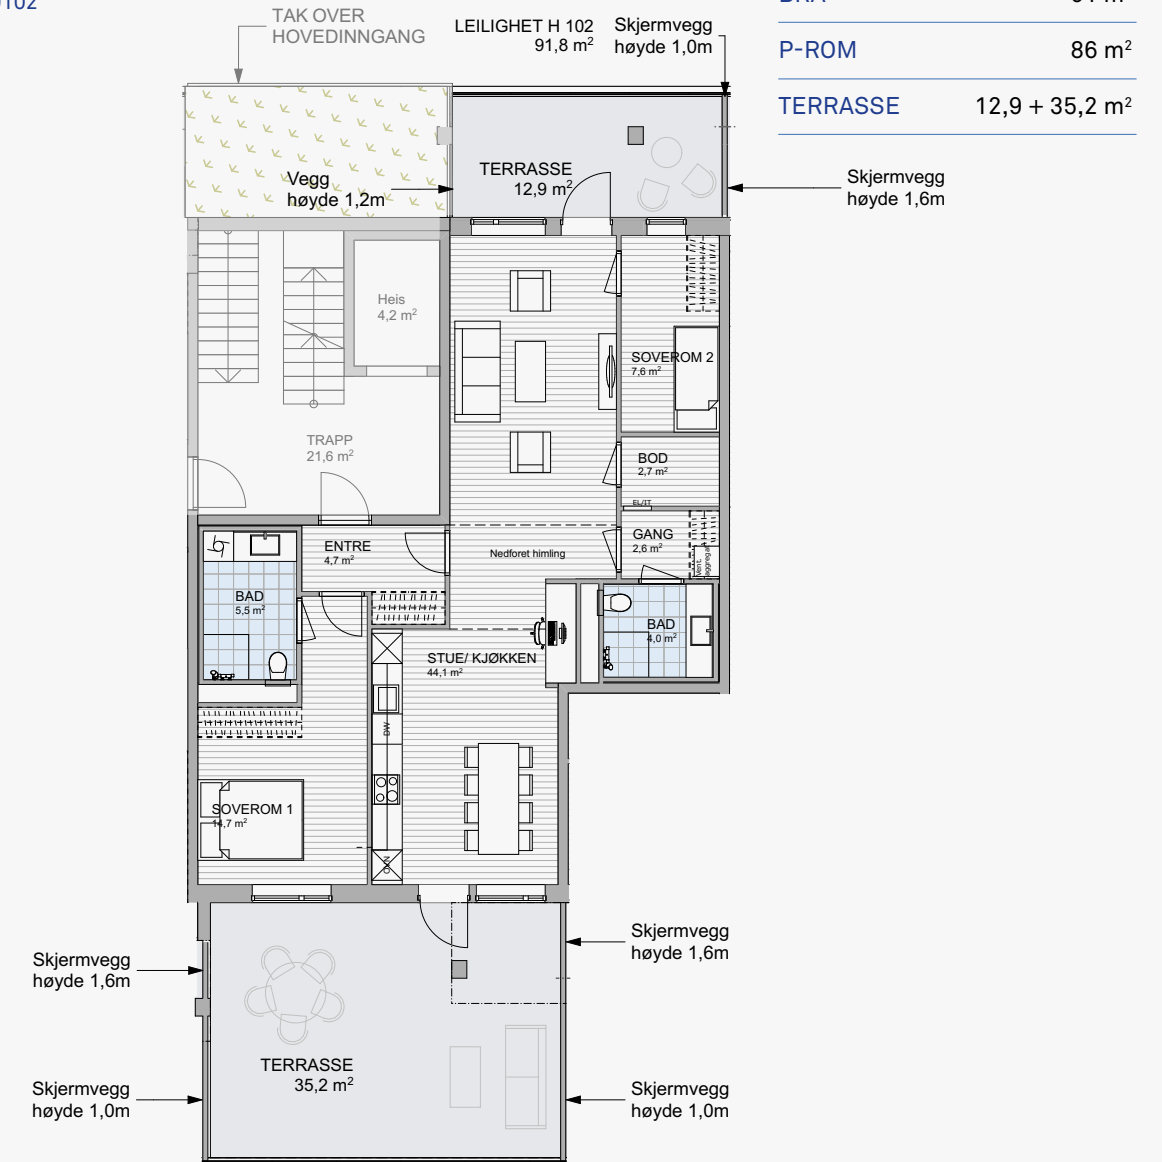 TAK OVER
HOVEDINNGANG
LEILIGHET H 102
91,8 m²
Skjermvegg
høyde 1,0m
P-ROM 86 m²
TERRASSE 12,9 + 35,2 m²
TERRASSE
12,9 m²
Vegg
høyde 1,2m
Skjermvegg
høyde 1,6m
Heis
4,2 m²
SOVEROM 2
7,6 m²
TRAPP
21,6 m²
BOD
2,7 m²
EL/IT
ENTRE
4,7 m²
Nedforet himling
GANG
2,6 m²
Vent.
aggregat
BAD
5,5 m²
BAD
4,0 m²
STUE/ KJØKKEN
44,1 m²
DW
SOVEROM 1
14,7 m²
OVN
Skjermvegg
høyde 1,6m
Skjermvegg
høyde 1,6m
TERRASSE
35,2 m²
Skjermvegg
høyde 1,0m
Skjermvegg
høyde 1,0m